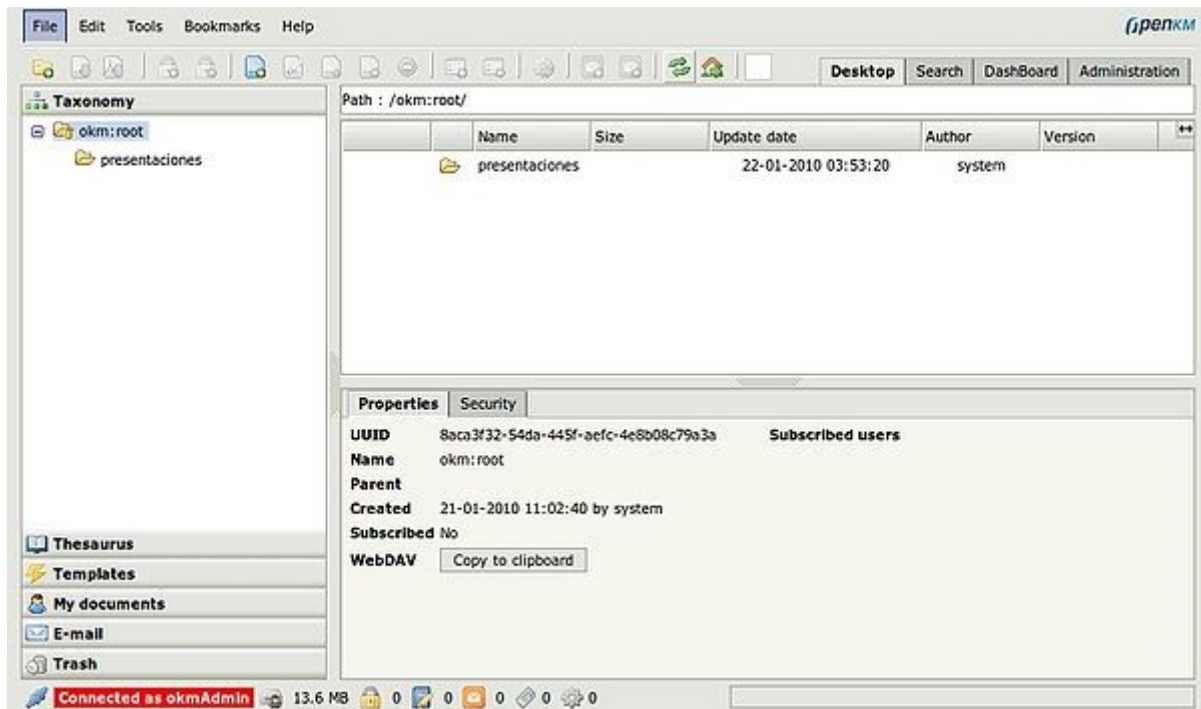 File Edit Tools Bookmarks Help
OpenKM
Desktop Search DashBoard Administration
Taxonomy
okm:root
presentaciones
Path : /okm:root/
Name Size Update date Author Version
presentaciones 22-01-2010 03:53:20 system
Properties Security
UUID 8aca3f32-54da-445f-aefc-4e8b08c79a3a Subscribed users
Name okm:root
Parent
Created 21-01-2010 11:02:40 by system
Subscribed No
WebDAV Copy to clipboard
Thesaurus
Templates
My documents
E-mail
Trash
Connected as okmAdmin 13.6 MB 0 0 0 0 0